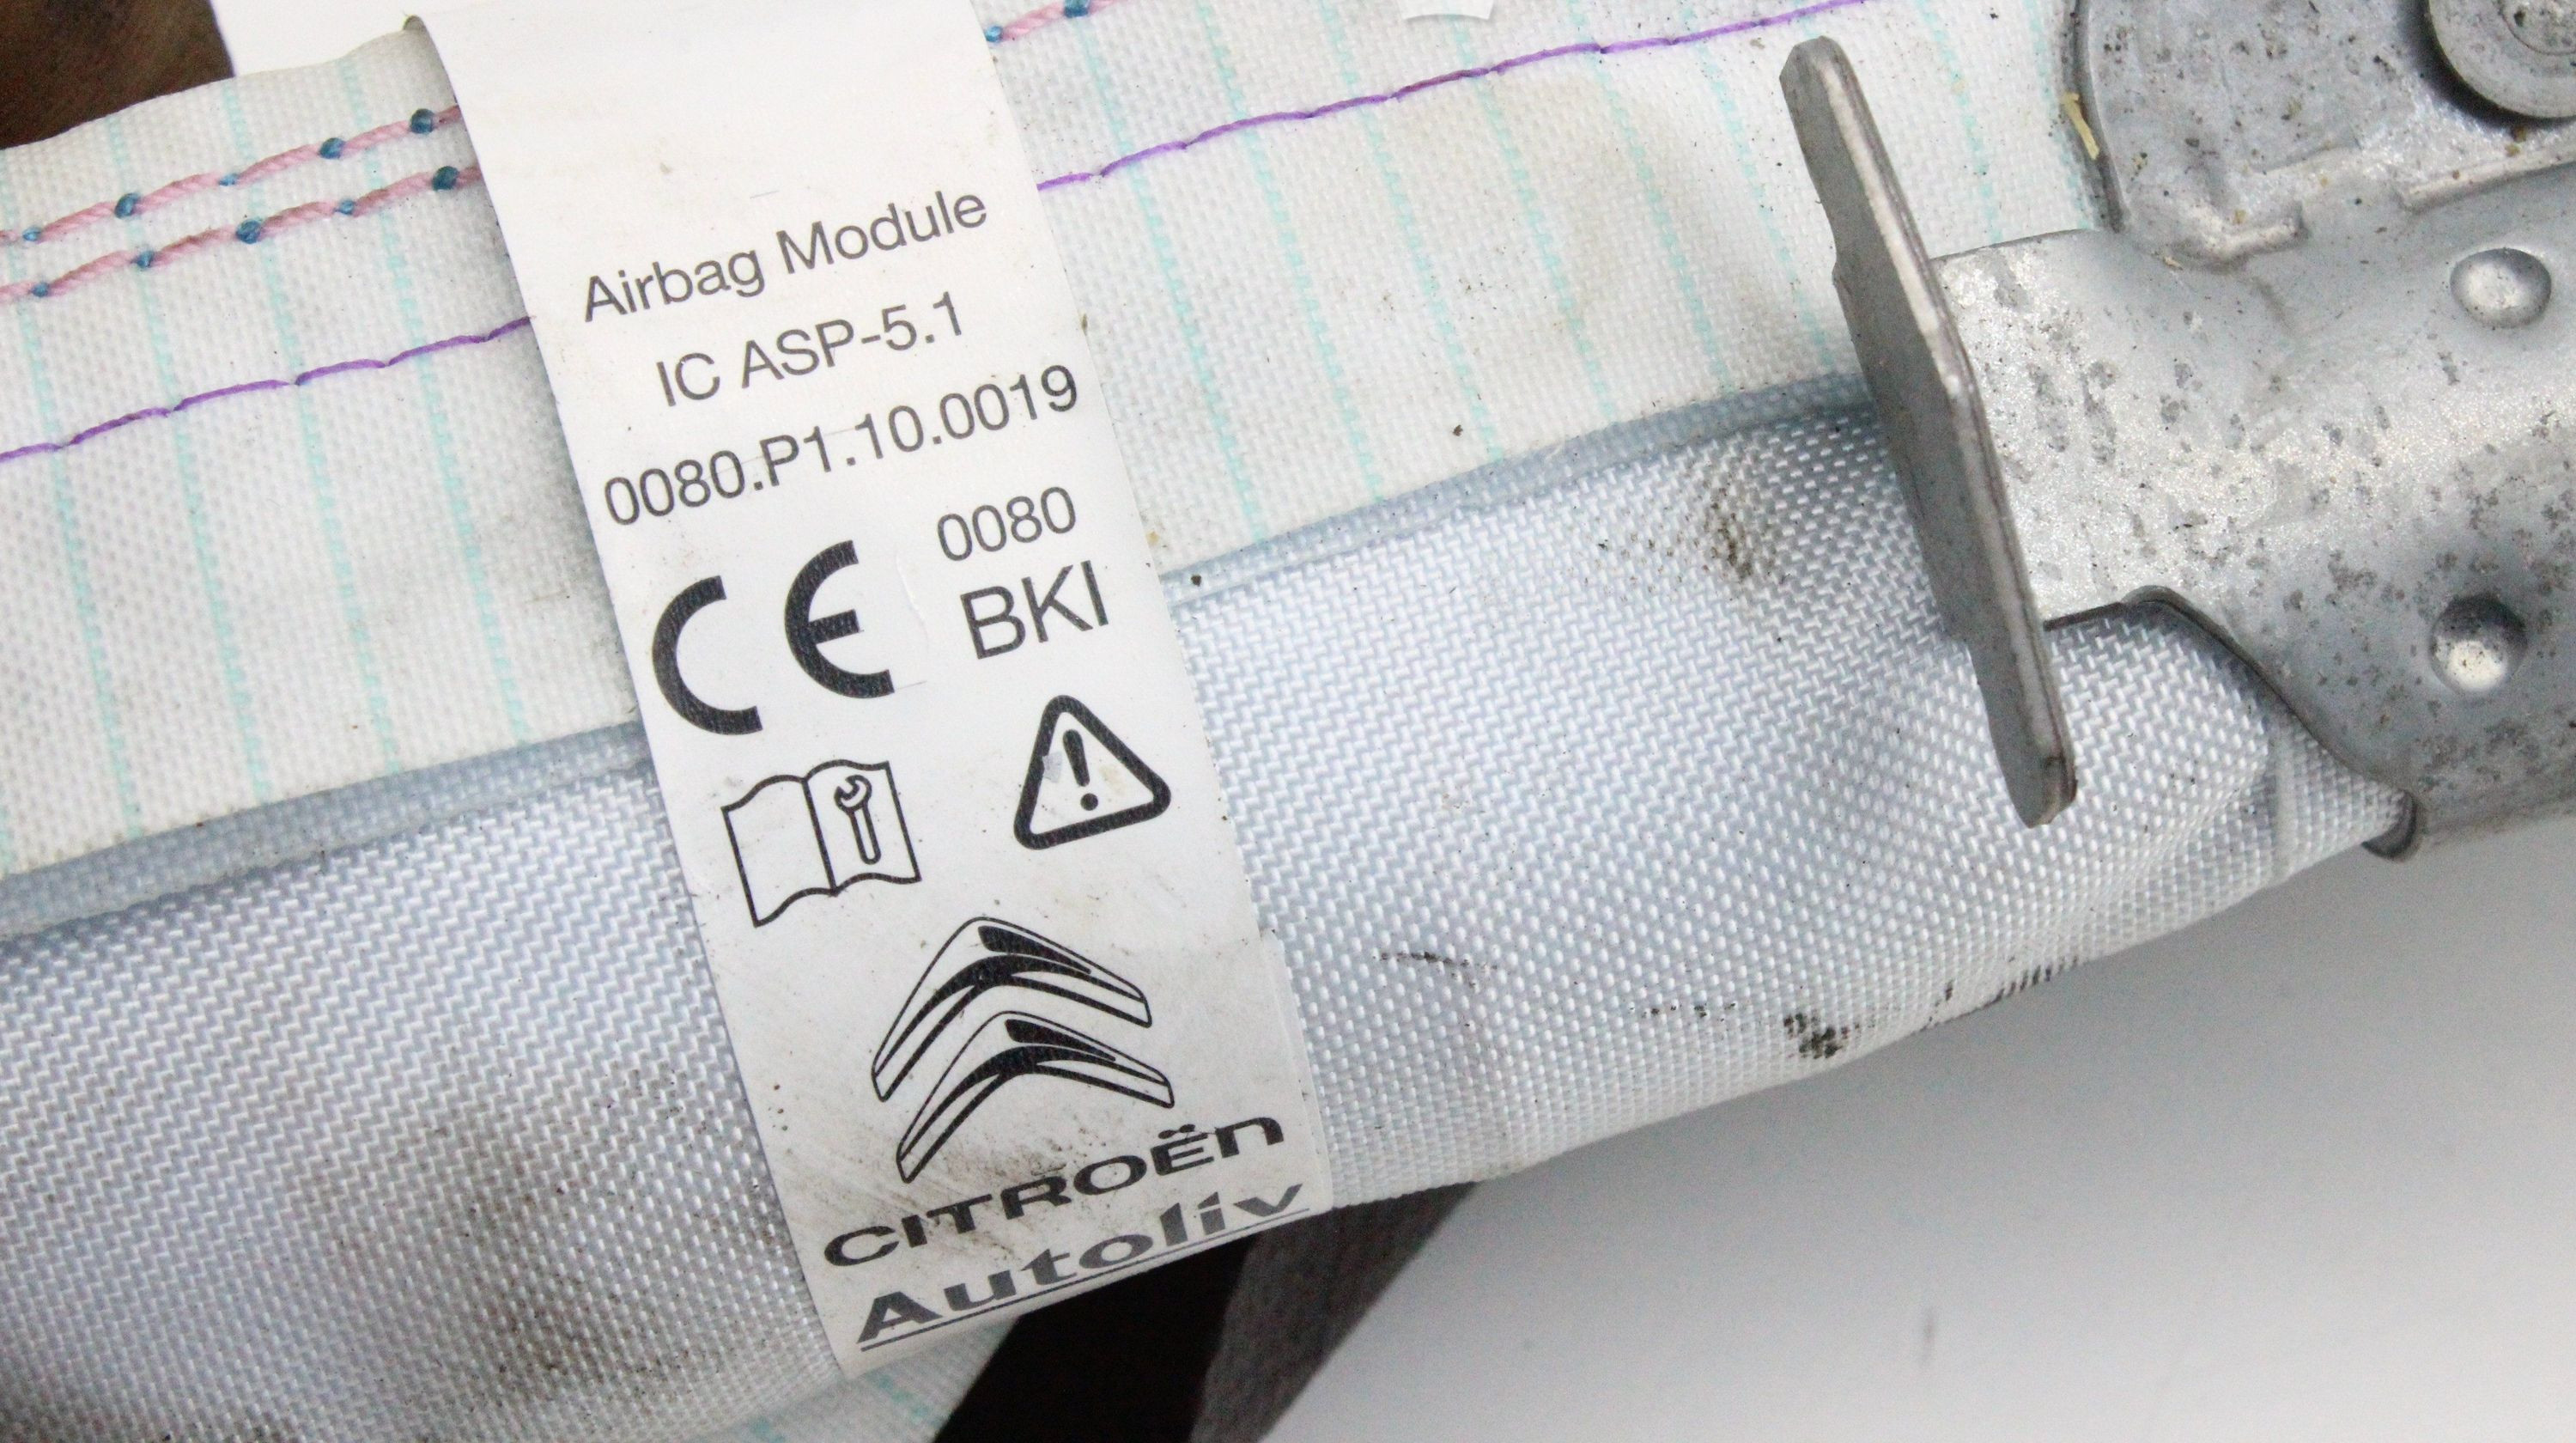 Airbag Module
IC ASP-5.1
0080.P1.10.0019
CE 0080
BKI
CITROËN
Autoliv